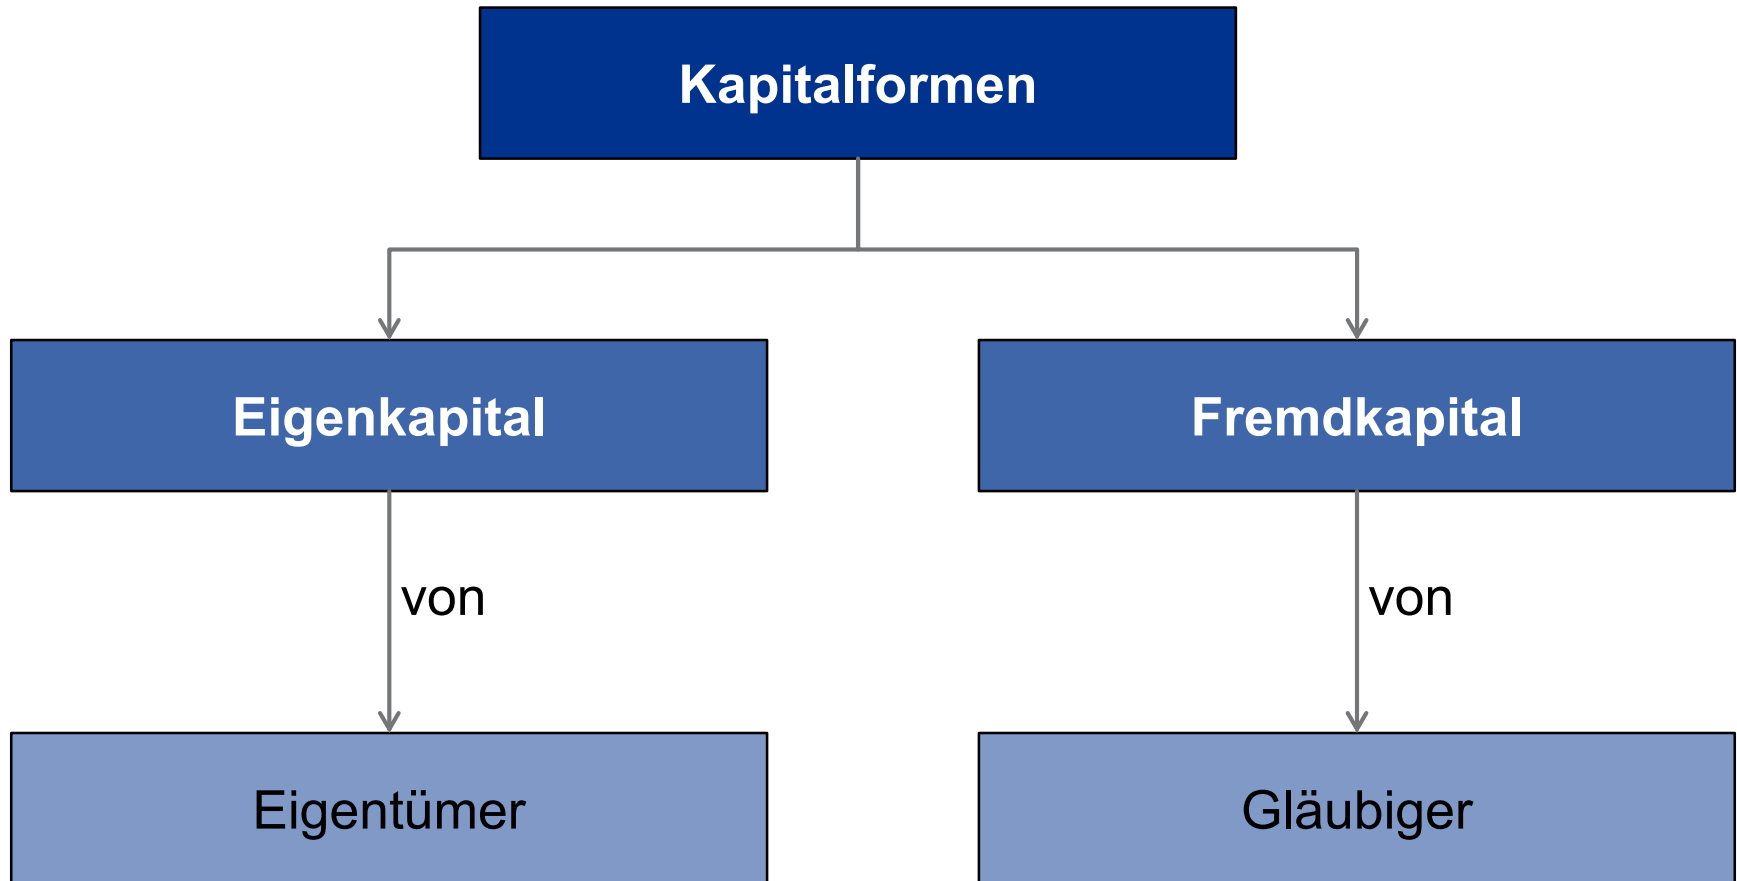 Kapitalformen
Eigenkapital
Fremdkapital
von
von
Eigentümer
Gläubiger